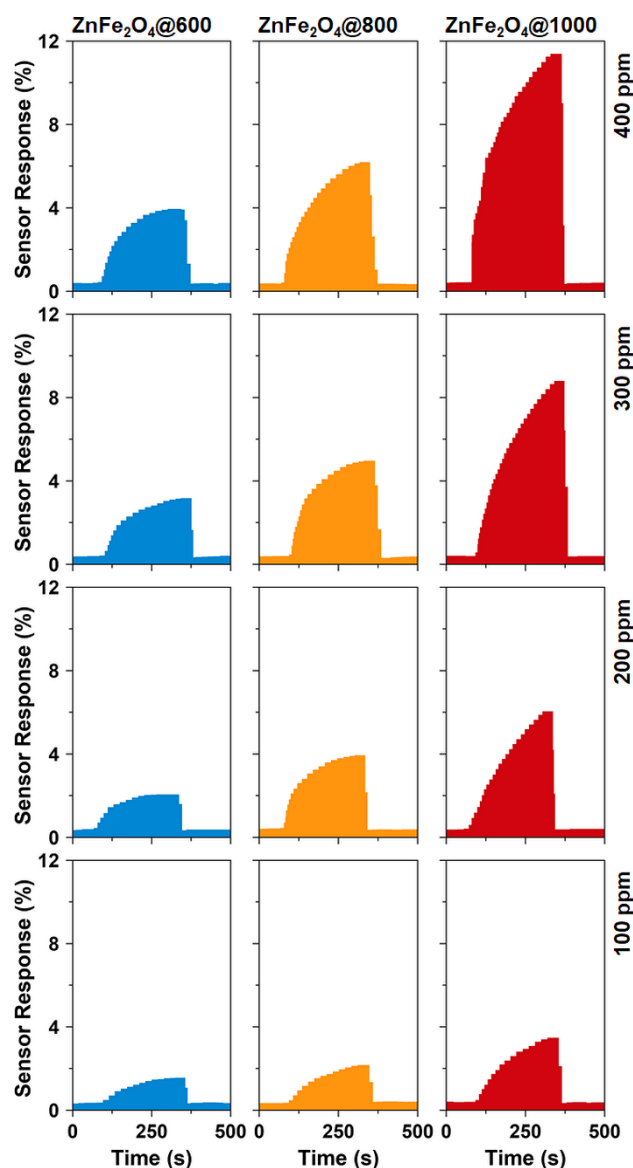 ZnFe₂O₄@600 ZnFe₂O₄@800 ZnFe₂O₄@1000
12
8
4
0
Sensor Response (%)
400 ppm
12
8
4
0
Sensor Response (%)
300 ppm
12
8
4
0
Sensor Response (%)
200 ppm
12
8
4
0
Sensor Response (%)
100 ppm
0 250 500 0 250 500 0 250 500
Time (s) Time (s) Time (s)